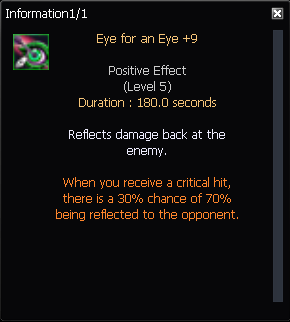 Information1/1
Eye for an Eye +9
Positive Effect
(Level 5)
Duration : 180.0 seconds
Reflects damage back at the
enemy.
When you receive a critical hit,
there is a 30% chance of 70%
being reflected to the opponent.